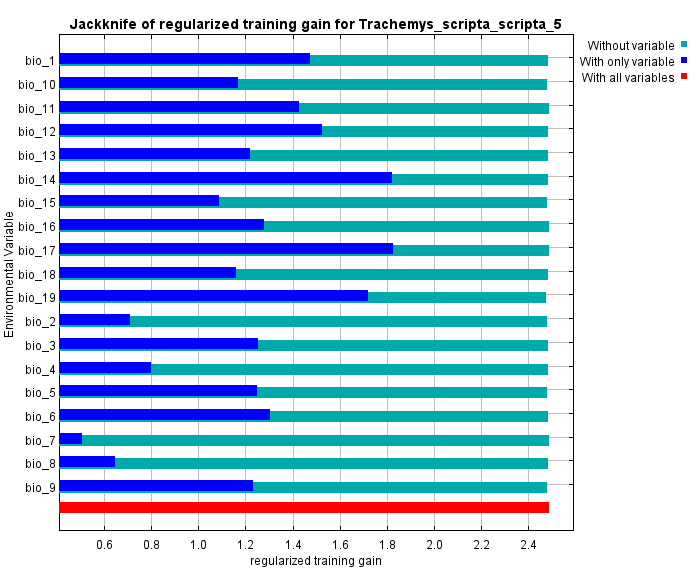 Jackknife of regularized training gain for Trachemys_scripta_scripta_5
Without variable
With only variable
With all variables
Environmental Variable
bio_1
bio_10
bio_11
bio_12
bio_13
bio_14
bio_15
bio_16
bio_17
bio_18
bio_19
bio_2
bio_3
bio_4
bio_5
bio_6
bio_7
bio_8
bio_9
0.6 0.8 1.0 1.2 1.4 1.6 1.8 2.0 2.2 2.4
regularized training gain